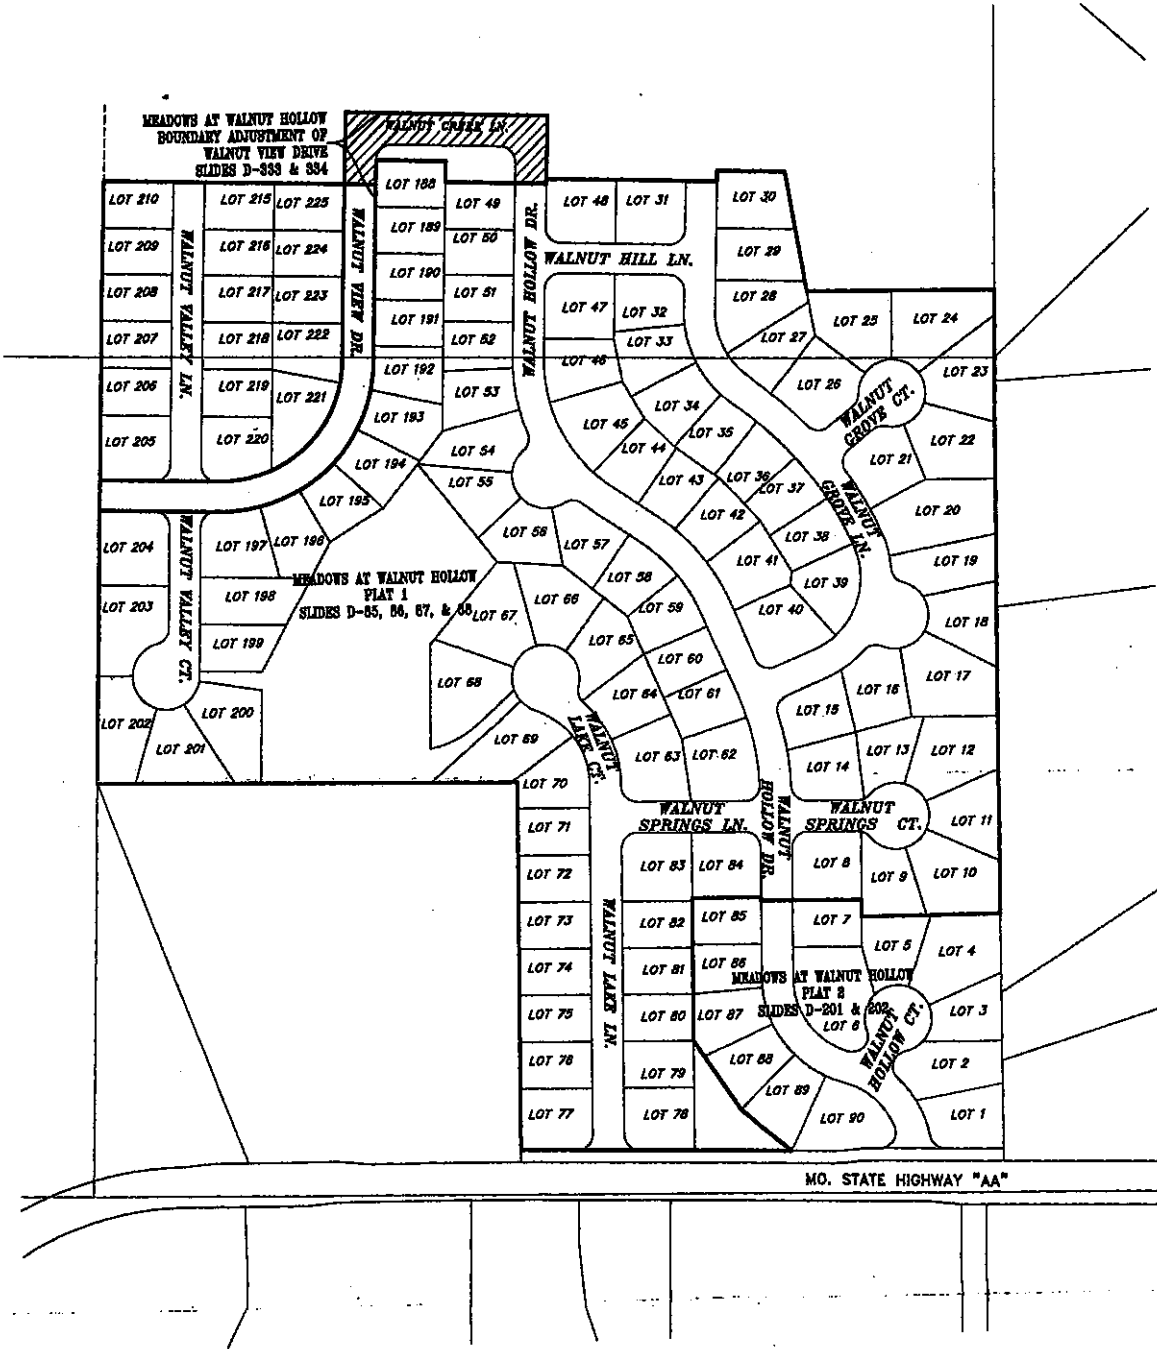 MEADOWS AT WALNUT HOLLOW
BOUNDARY ADJUSTMENT OF
WALNUT VIEW DRIVE
SLIDES D-333 & 334
WALNUT CREEK LN.
LOT 210
LOT 215
LOT 225
LOT 188
LOT 49
LOT 48
LOT 31
LOT 30
LOT 209
LOT 216
LOT 224
LOT 189
LOT 50
LOT 29
LOT 208
LOT 217
LOT 223
LOT 190
LOT 51
WALNUT HILL LN.
LOT 28
LOT 207
LOT 218
LOT 222
LOT 191
LOT 52
LOT 47
LOT 32
LOT 33
LOT 27
LOT 25
LOT 24
LOT 206
LOT 219
LOT 221
LOT 192
LOT 53
LOT 46
LOT 26
LOT 23
LOT 205
LOT 220
LOT 193
LOT 54
LOT 45
LOT 34
LOT 35
LOT 44
LOT 22
LOT 21
WALNUT VALLEY LN.
WALNUT VIEW DR.
WALNUT HOLLOW DR.
WALNUT
GROVE CT.
WALNUT
GROVE LN.
LOT 194
LOT 195
LOT 55
LOT 43
LOT 36
LOT 37
LOT 20
LOT 204
LOT 197
LOT 196
LOT 56
LOT 57
LOT 42
LOT 38
LOT 19
LOT 203
LOT 198
LOT 199
MEADOWS AT WALNUT HOLLOW
PLAT 1
SLIDES D-85, 86, 87, & 88
LOT 67
LOT 66
LOT 58
LOT 59
LOT 41
LOT 39
LOT 40
LOT 18
WALNUT VALLEY CT.
LOT 65
LOT 60
LOT 68
LOT 64
LOT 61
LOT 16
LOT 17
LOT 202
LOT 200
LOT 201
LOT 69
WALNUT
LAKE CT.
LOT 63
LOT 62
LOT 15
LOT 14
LOT 13
LOT 12
LOT 70
WALNUT
SPRINGS LN.
WALNUT
HOLLOW DR.
WALNUT
SPRINGS CT.
LOT 11
LOT 71
LOT 72
LOT 83
LOT 84
LOT 8
LOT 9
LOT 10
LOT 73
LOT 82
LOT 85
LOT 7
LOT 5
LOT 4
LOT 74
WALNUT LAKE LN.
LOT 81
LOT 86
MEADOWS AT WALNUT HOLLOW
PLAT 2
SLIDES D-201 & 202
LOT 75
LOT 80
LOT 87
LOT 6
WALNUT
HOLLOW CT.
LOT 3
LOT 76
LOT 79
LOT 88
LOT 2
LOT 77
LOT 78
LOT 89
LOT 90
LOT 1
MO. STATE HIGHWAY "AA"